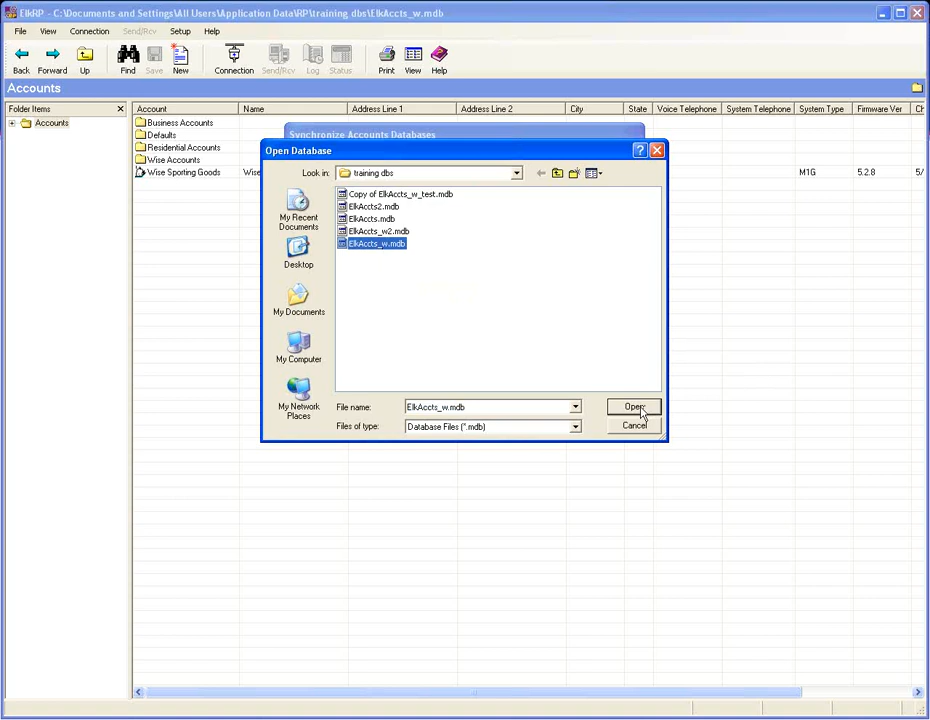 ElkRP - C:\Documents and Settings\All Users\Application Data\RP\training dbs\ElkAccts_w.mdb
File View Connection Send/Rcv Setup Help
Back Forward Up Find Save New Connection Send/Rcv Log Status Print View Help
Accounts
Folder Items
Accounts
Account Name Address Line 1 Address Line 2 City State Voice Telephone System Telephone System Type Firmware Ver
Business Accounts
Defaults
Residential Accounts
Wise Accounts
Wise Sporting Goods Wise M1G 5.2.8 5/
Synchronize Accounts Databases
Open Database
Look in: training dbs
My Recent Documents
Desktop
My Documents
My Computer
My Network Places
Copy of ElkAccts_w_test.mdb
ElkAccts2.mdb
ElkAccts.mdb
ElkAccts_w2.mdb
ElkAccts_w.mdb
File name: ElkAccts_w.mdb Open
Files of type: Database Files (*.mdb) Cancel